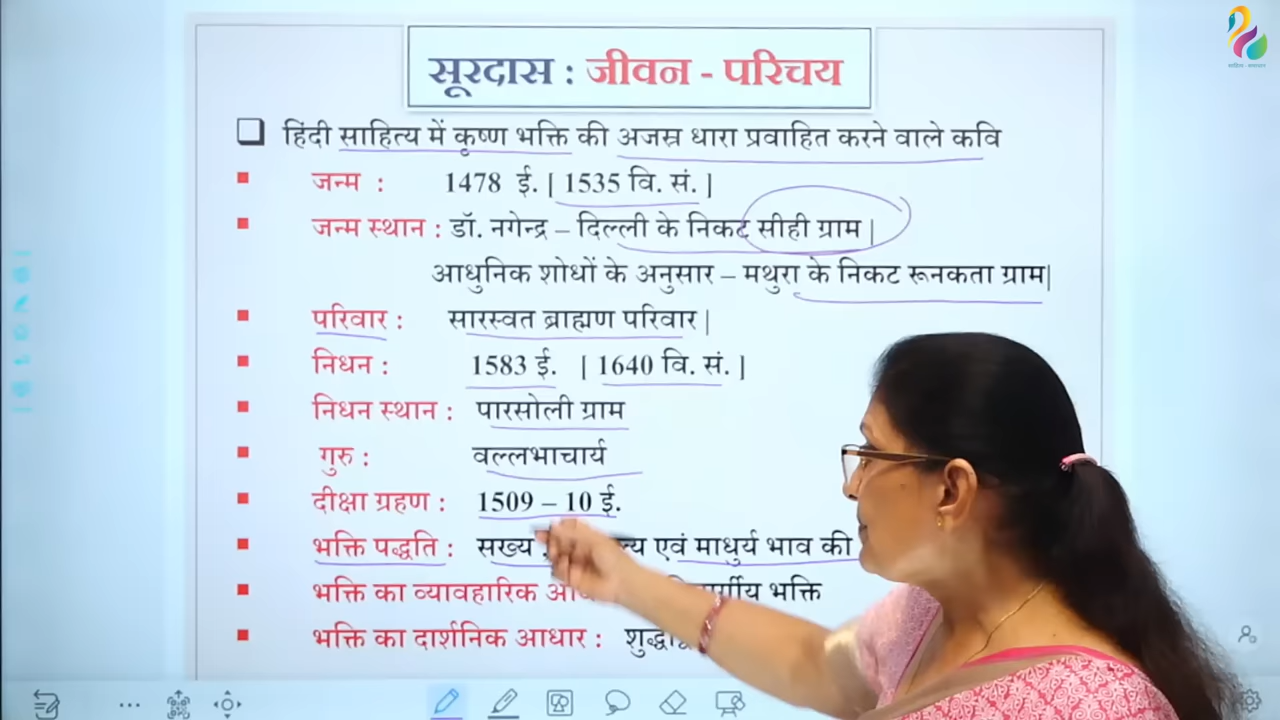 सूरदास : जीवन - परिचय
❑ हिंदी साहित्य में कृष्ण भक्ति की अजस्र धारा प्रवाहित करने वाले कवि
▪ जन्म : 1478 ई. | 1535 वि. सं. |
▪ जन्म स्थान : डॉ. नगेन्द्र – दिल्ली के निकट सीही ग्राम |
आधुनिक शोधों के अनुसार – मथुरा के निकट रूनकता ग्राम|
▪ परिवार : सारस्वत ब्राह्मण परिवार |
▪ निधन : 1583 ई. | 1640 वि. सं. |
▪ निधन स्थान : पारसोली ग्राम
▪ गुरु : वल्लभाचार्य
▪ दीक्षा ग्रहण : 1509 – 10 ई.
▪ भक्ति पद्धति : सख्य एवं माधुर्य भाव की
▪ भक्ति का व्यावहारिक भक्ति
▪ भक्ति का दार्शनिक आधार :